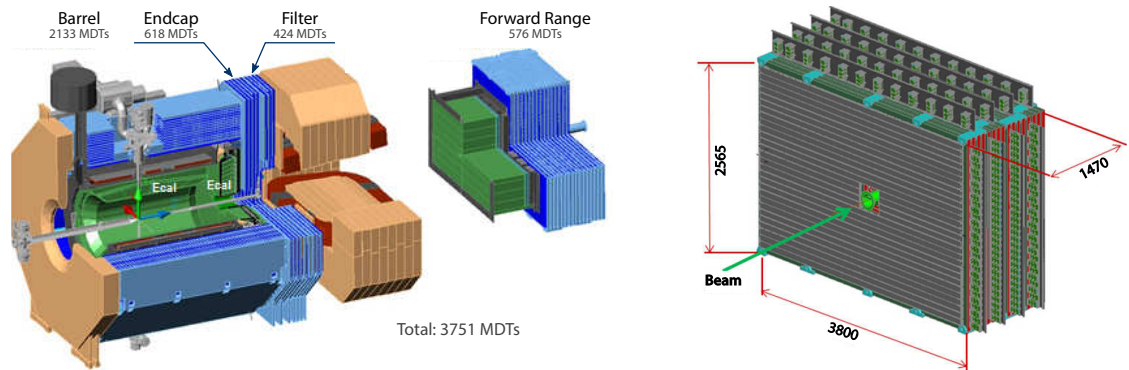 Barrel
2133 MDTs
Endcap
618 MDTs
Filter
424 MDTs
Forward Range
576 MDTs
Ecal
Ecal
Total: 3751 MDTs
2565
1470
Beam
3800